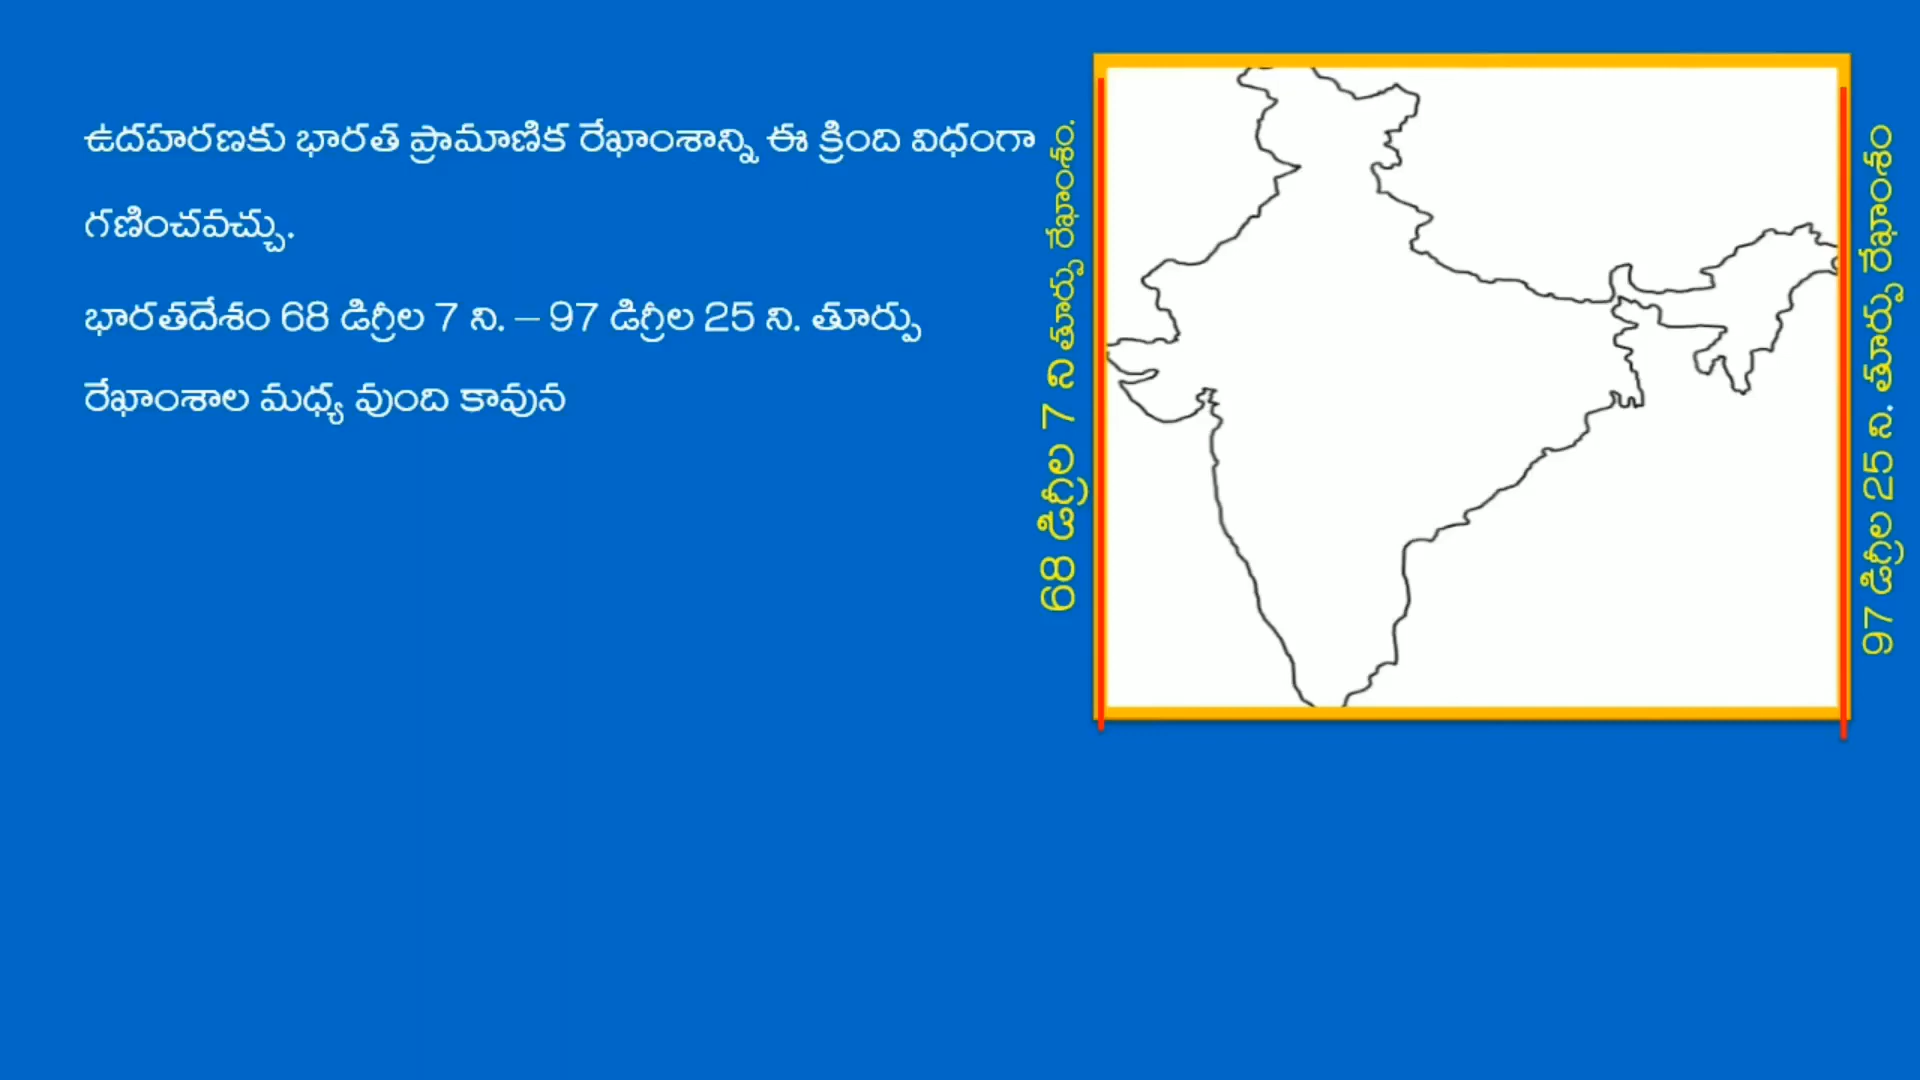 ఉదహరణకు భారత ప్రామాణిక రేఖాంశాన్ని ఈ క్రింది విధంగా
గణించవచ్చు.
భారతదేశం 68 డిగ్రీల 7 ని. – 97 డిగ్రీల 25 ని. తూర్పు
రేఖాంశాల మధ్య వుంది కావున
68 డిగ్రీల 7 ని తూర్పు రేఖాంశం.
97 డిగ్రీల 25 ని. తూర్పు రేఖాంశం